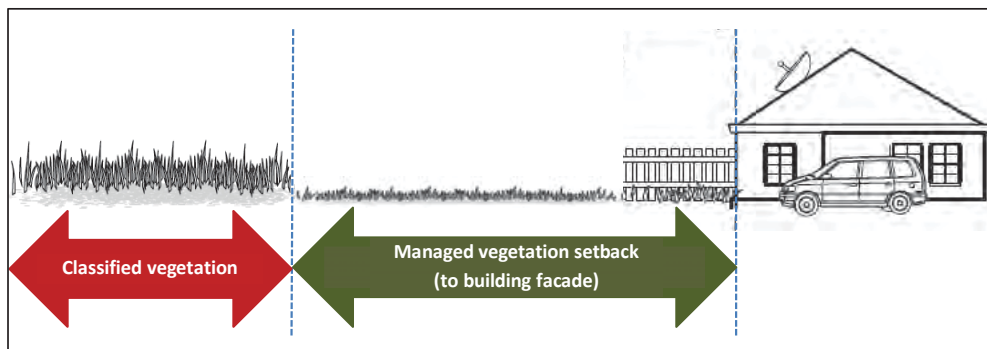 Classified vegetation
Managed vegetation setback
(to building facade)